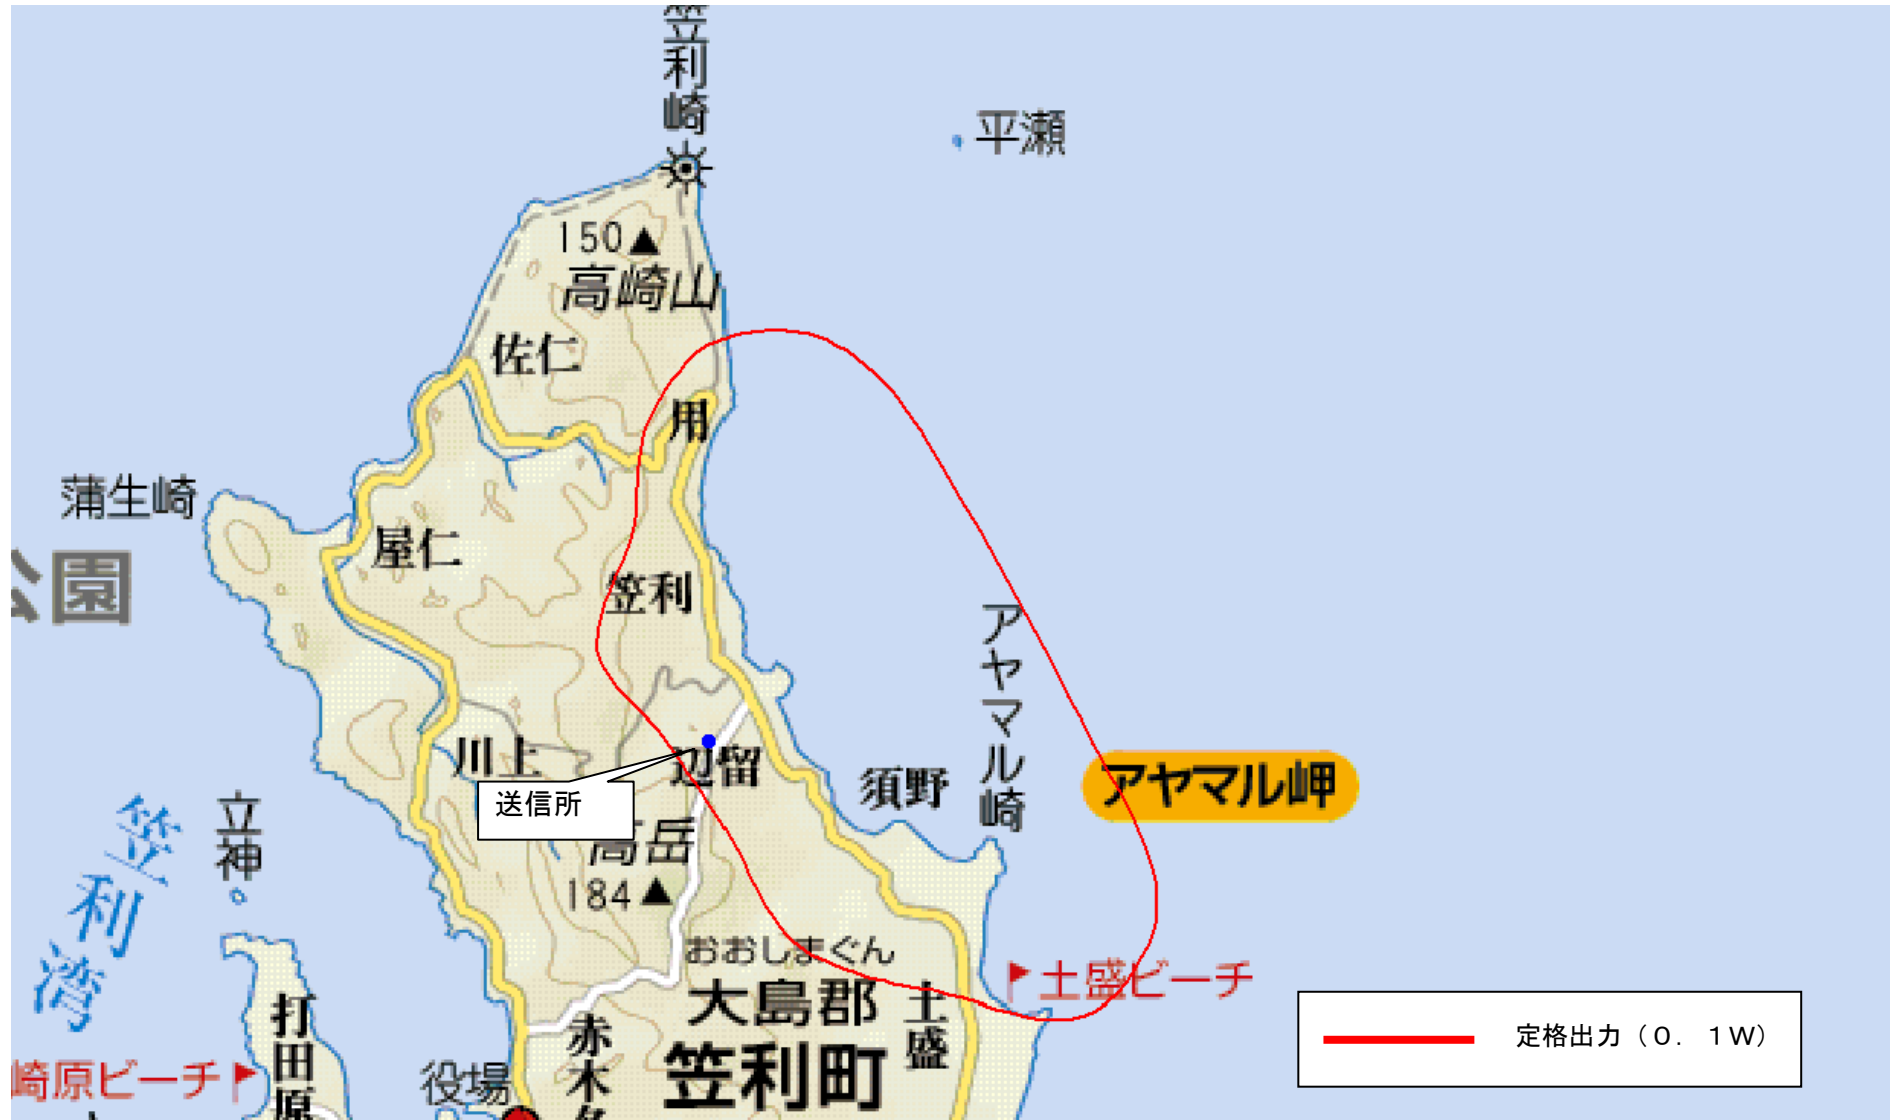 笠利崎
平瀬
150
高崎山
佐仁
用
蒲生崎
屋仁
公園
笠利
アヤマル崎
川上
辺留
送信所
須野
アヤマル岬
高岳
184
立神
笠利湾
おおしまぐん
大島郡
笠利町
土盛
土盛ビーチ
打田原
赤木名
崎原ビーチ
役場
定格出力（０．１Ｗ）